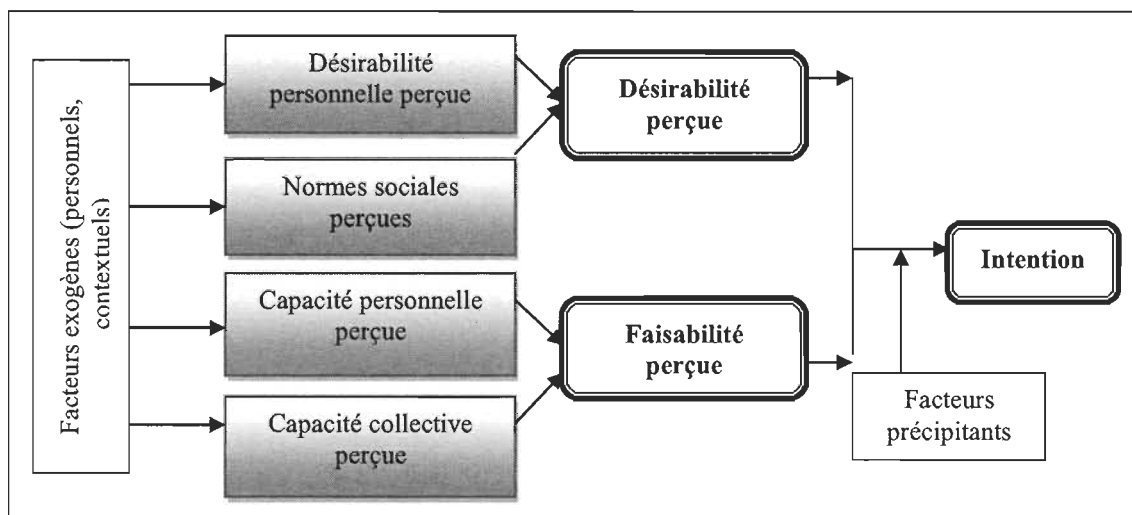 Facteurs exogènes (personnels,
contextuels)
Désirabilité
personnelle perçue
Normes sociales
perçues
Capacité personnelle
perçue
Capacité collective
perçue
Désirabilité
perçue
Faisabilité
perçue
Intention
Facteurs
précipitants